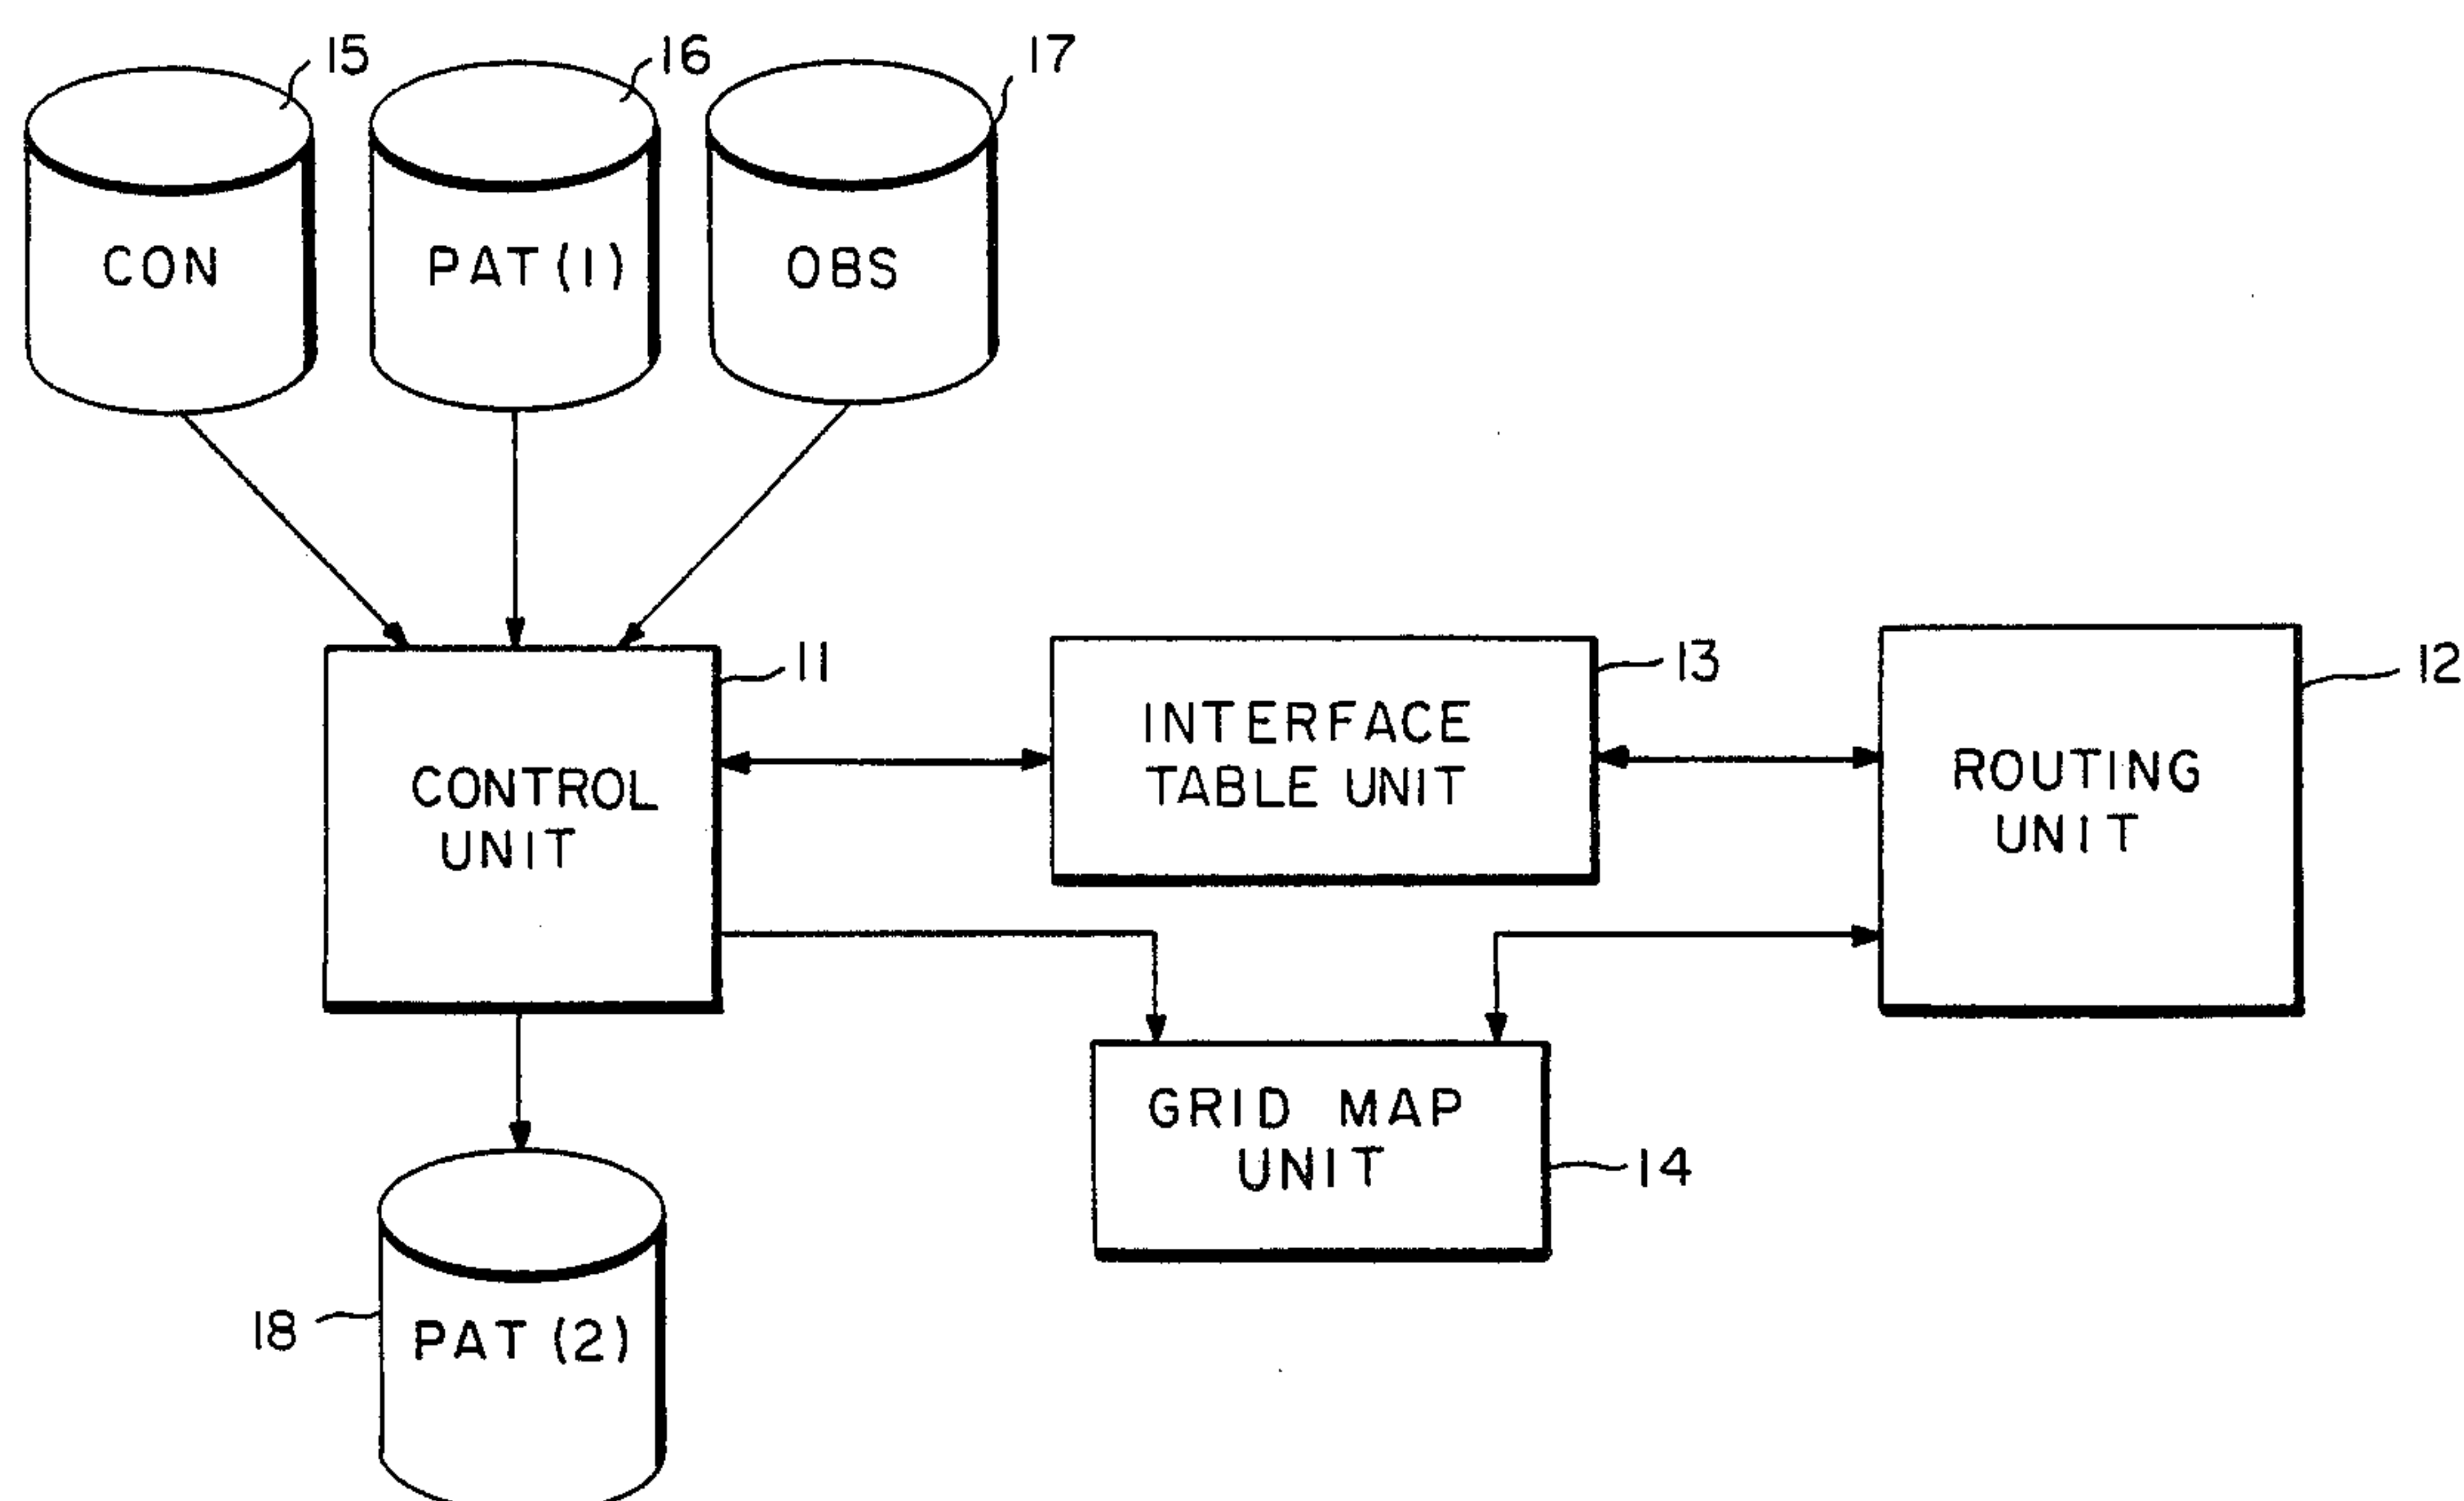 15
16
17
CON
PAT(1)
OBS
11
13
12
CONTROL
UNIT
INTERFACE
TABLE UNIT
ROUTING
UNIT
GRID MAP
UNIT
14
18
PAT (2)